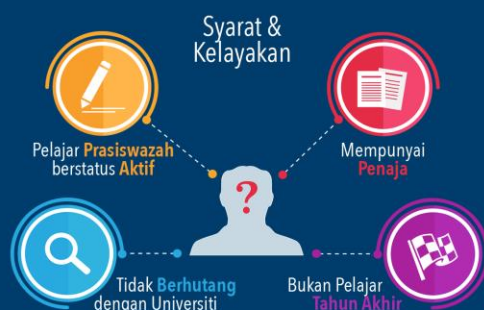 Syarat &
Kelayakan
Pelajar Prasiswazah
berstatus Aktif
Mempunyai
Penaja
?
Tidak Berhutang
dengan Universiti
Bukan Pelajar
Tahun Akhir